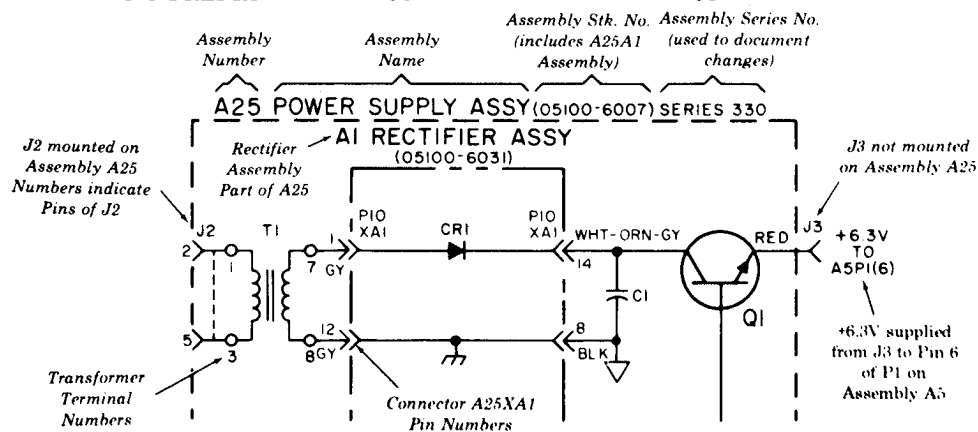 Assembly Number
Assembly Name
Assembly Stk. No. (includes A25A1 Assembly)
Assembly Series No. (used to document changes)
A25 POWER SUPPLY ASSY (05100-6007) SERIES 330
A1 RECTIFIER ASSY
(05100-6031)
J2 mounted on Assembly A25
Numbers indicate Pins of J2
Rectifier Assembly Part of A25
J3 not mounted on Assembly A25
J2
T1
P10
XA1
CR1
P10
XA1
WHT-ORN-GY
RED
J3
+6.3V
TO
A5P1(6)
2
1
7
1
GY
14
C1
Q1
5
3
8
12
GY
8
BLK
+6.3V supplied from J3 to Pin 6 of P1 on Assembly A5
Transformer Terminal Numbers
Connector A25XA1 Pin Numbers